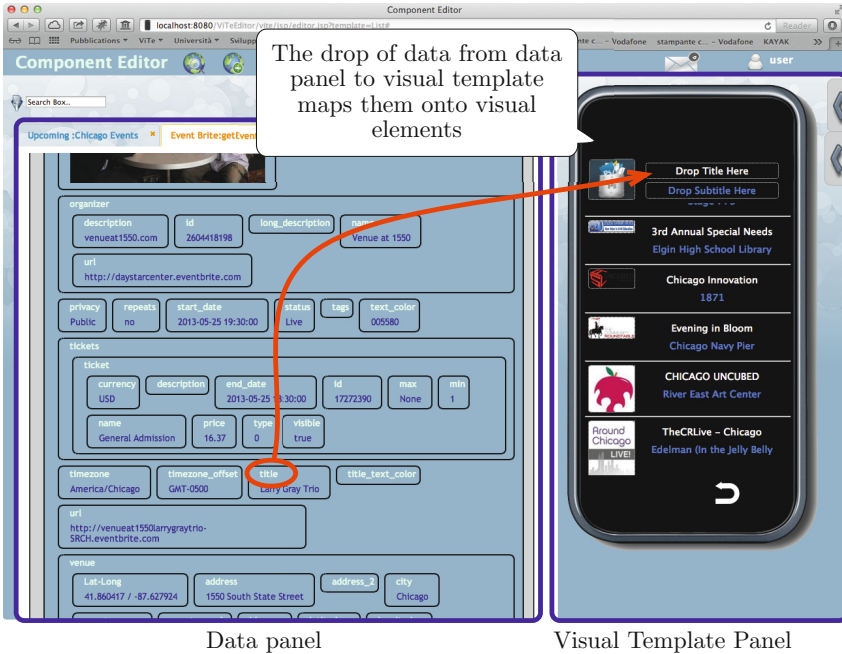 Component Editor
localhost:8080/ViTeEditor/vite/jsp/editor.jsp?template=List#
Reader
Pubblications ▾ ViTe ▾ Università ▾ Svilupp
nte c... – Vodafone stampante c... – Vodafone KAYAK >>
Component Editor
user
Search Box..
The drop of data from data
panel to visual template
maps them onto visual
elements
Upcoming :Chicago Events
Event Brite:getEven
organizer
description id long_description name
venueat1550.com 2604418198 Venue at 1550
url
http://daystarcenter.eventbrite.com
privacy repeats start_date status tags text_color
Public no 2013-05-25 19:30:00 Live 005580
tickets
ticket
currency description end_date id max min
USD 2013-05-25 18:30:00 17272390 None 1
name price type visible
General Admission 16.37 0 true
timezone timezone_offset title title_text_color
America/Chicago GMT-0500 Larry Gray Trio
url
http://venueat1550larrygraytrio-
SRCH.eventbrite.com
venue
Lat-Long address address_2 city
41.860417 / -87.627924 1550 South State Street Chicago
Drop Title Here
Drop Subtitle Here
3rd Annual Special Needs
Elgin High School Library
Chicago Innovation
1871
Evening in Bloom
Chicago Navy Pier
CHICAGO UNCUBED
River East Art Center
Around
Chicago
LIVE!
TheCRLive – Chicago
Edelman (In the Jelly Belly
Data panel
Visual Template Panel